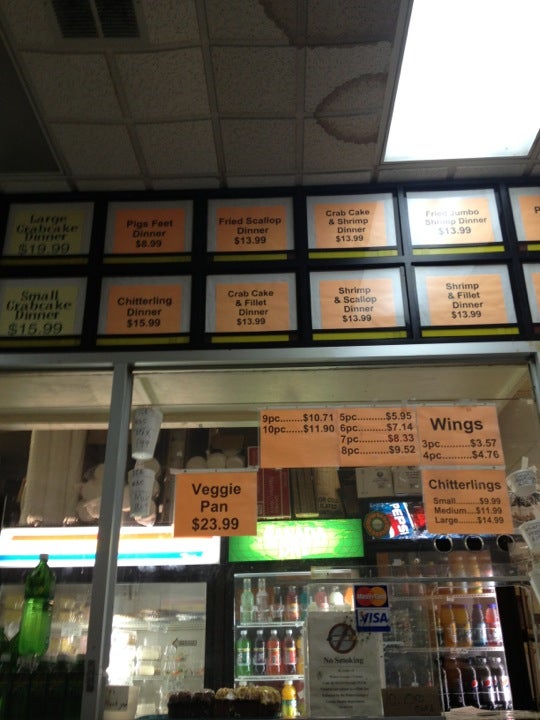 Large
Crabcake
Dinner
$19.99
Pigs Feet
Dinner
$8.99
Fried Scallop
Dinner
$13.99
Crab Cake
& Shrimp
Dinner
$13.99
Fried Jumbo
Shrimp Dinner
$13.99
Small
Crabcake
Dinner
$15.99
Chitterling
Dinner
$15.99
Crab Cake
& Fillet
Dinner
$13.99
Shrimp
& Scallop
Dinner
$13.99
Shrimp
& Fillet
Dinner
$13.99
9pc......$10.71
10pc.....$11.90
5pc..........$5.95
6pc..........$7.14
7pc..........$8.33
8pc..........$9.52
Wings
3pc..........$3.57
4pc..........$4.76
Veggie
Pan
$23.99
Chitterlings
Small........$9.99
Medium....$11.99
Large.......$14.99
PEPSI
MasterCard
VISA
No Smoking